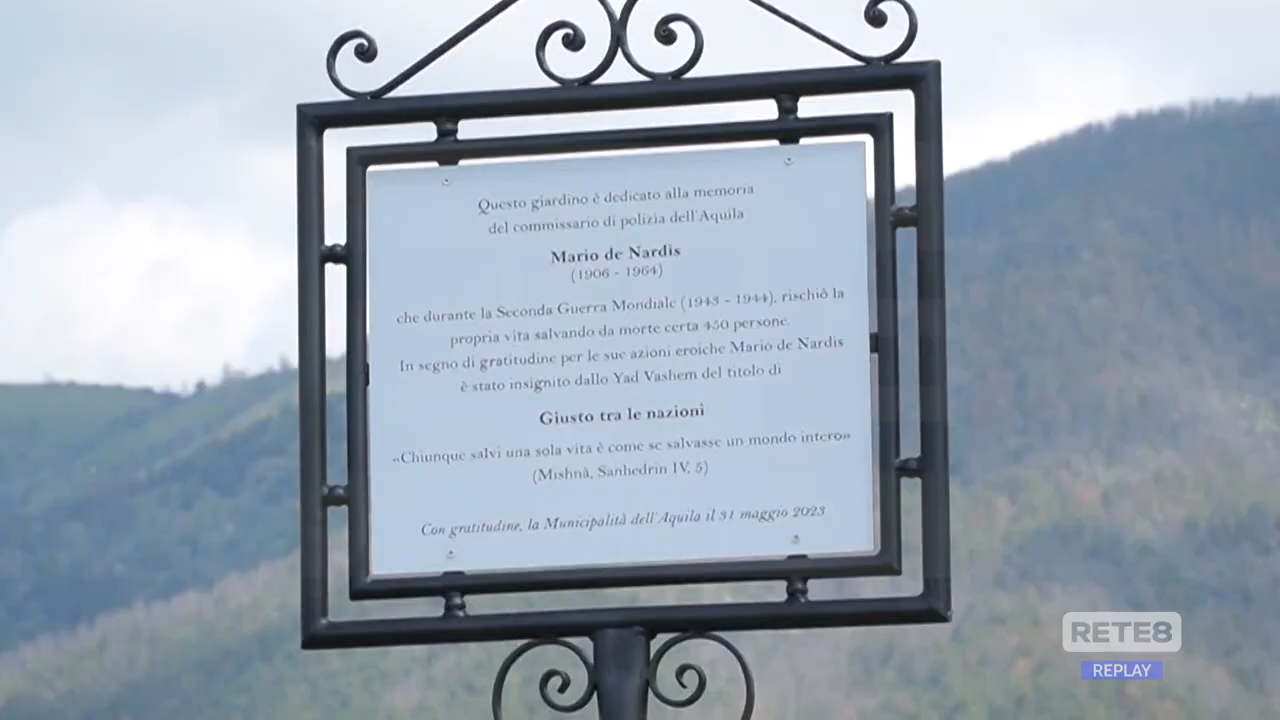 Questo giardino è dedicato alla memoria
del commissario di polizia dell'Aquila
Mario de Nardis
(1906 - 1964)
che durante la Seconda Guerra Mondiale (1943 - 1944), rischiò la
propria vita salvando da morte certa 450 persone.
In segno di gratitudine per le sue azioni eroiche Mario de Nardis
è stato insignito dallo Yad Vashem del titolo di
Giusto tra le nazioni
«Chiunque salvi una sola vita è come se salvasse un mondo intero»
(Mishnà, Sanhedrin IV, 5)
Con gratitudine, la Municipalità dell'Aquila il 31 maggio 2023
RETE8
REPLAY